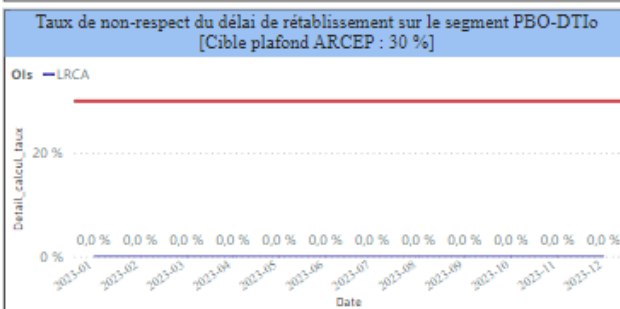 Taux de non-respect du délai de rétablissement sur le segment PBO-DTIo
[Cible plafond ARCEP : 30 %]
OIs LRCA
Detail_calcul_taux
20 %
0,0 % 0,0 % 0,0 % 0,0 % 0,0 % 0,0 % 0,0 % 0,0 % 0,0 % 0,0 % 0,0 % 0,0 %
0 %
2023-01 2023-02 2023-03 2023-04 2023-05 2023-06 2023-07 2023-08 2023-09 2023-10 2023-11 2023-12
Date